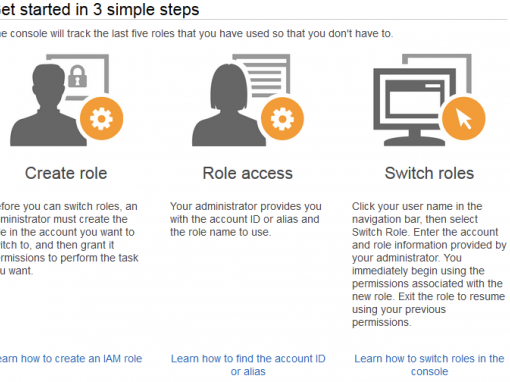 et started in 3 simple steps
e console will track the last five roles that you have used so that you don't have to.
Create role
efore you can switch roles, an
ministrator must create the
e in the account you want to
itch to, and then grant it
rmissions to perform the task
u want.
earn how to create an IAM role
Role access
Your administrator provides you
with the account ID or alias and
the role name to use.
Learn how to find the account ID
or alias
Switch roles
Click your user name in the
navigation bar, then select
Switch Role. Enter the account
and role information provided by
your administrator. You
immediately begin using the
permissions associated with the
new role. Exit the role to resume
using your previous
permissions.
Learn how to switch roles in the
console